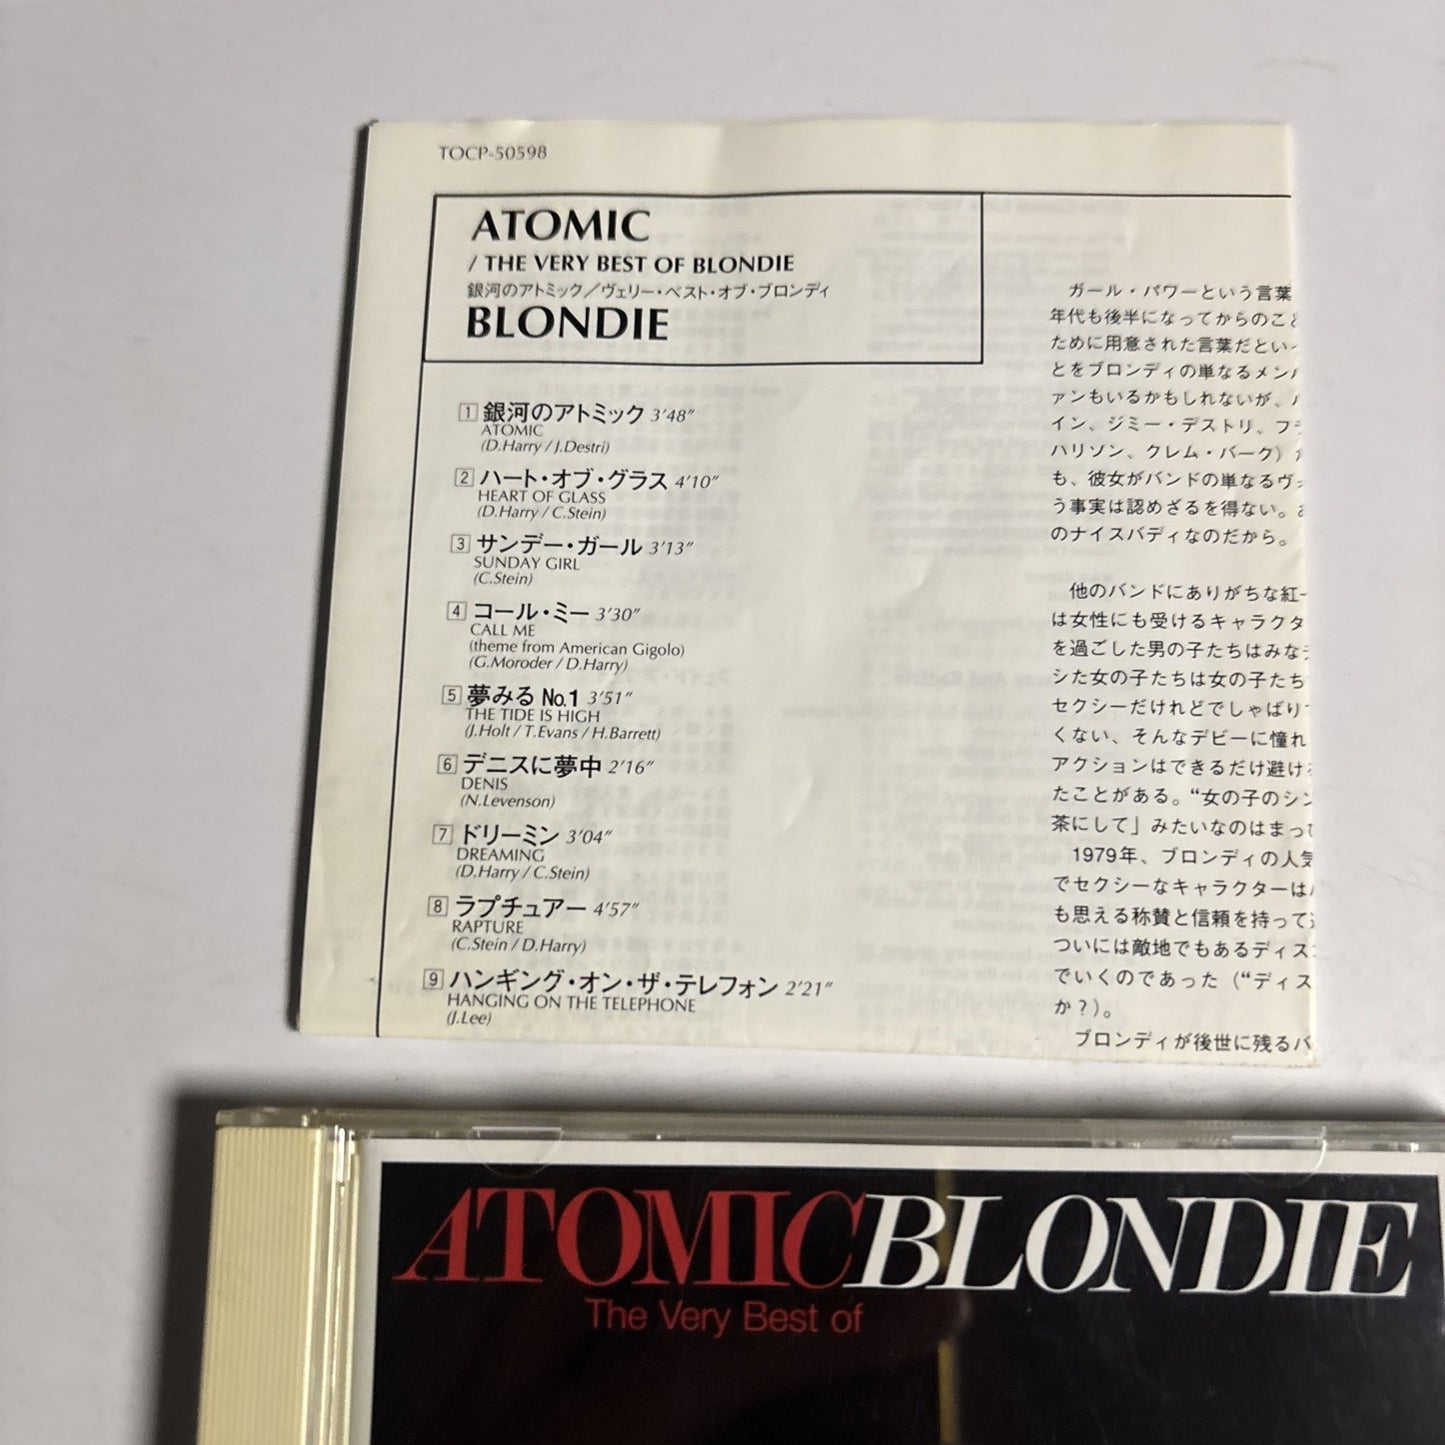 TOCP-50598
ATOMIC
/ THE VERY BEST OF BLONDIE
銀河のアトミック／ヴェリー・ベスト・オブ・ブロンディ
BLONDIE
1 銀河のアトミック 3'48"
ATOMIC
(D.Harry / J.Destri)
2 ハート・オブ・グラス 4'10"
HEART OF GLASS
(D.Harry / C.Stein)
3 サンデー・ガール 3'13"
SUNDAY GIRL
(C.Stein)
4 コール・ミー 3'30"
CALL ME
(theme from American Gigolo)
(G.Moroder / D.Harry)
5 夢みる No.1 3'51"
THE TIDE IS HIGH
(J.Holt / T.Evans / H.Barrett)
6 デニスに夢中 2'16"
DENIS
(N.Levenson)
7 ドリーミン 3'04"
DREAMING
(D.Harry / C.Stein)
8 ラプチュアー 4'57"
RAPTURE
(C.Stein / D.Harry)
9 ハンギング・オン・ザ・テレフォン 2'21"
HANGING ON THE TELEPHONE
(J.Lee)
ガール・パワーという言葉
年代も後半になってからのこと
ために用意された言葉だとい
とをブロンディの単なるメン
ァンもいるかもしれないが、
イン、ジミー・デストリ、フ
ハリソン、クレム・バーク）
も、彼女がバンドの単なるヴ
う事実は認めざるを得ない。
のナイスバディなのだから。
他のバンドにありがちな紅一
は女性にも受けるキャラクタ
を過ごした男の子たちはみな
シた女の子たちは女の子たち
セクシーだけれどでしゃばり
くない、そんなデビーに憧れ
アクションはできるだけ避け
たことがある。“女の子のシン
茶にして」みたいなのはまっ
1979年、ブロンディの人気
でセクシーなキャラクターは
も思える称賛と信頼を持って
ついには敵地でもあるディス
でいくのであった（“ディス
か？）。
ブロンディが後世に残るバ
ATOMICBLONDIE
The Very Best of